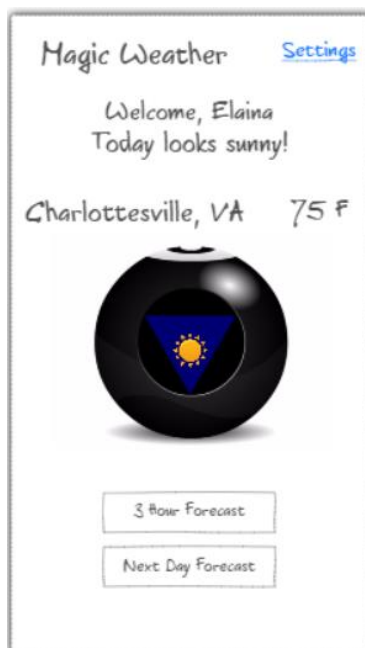 Magic Weather Settings
Welcome, Elaina
Today looks sunny!
Charlottesville, VA 75 F
3 Hour Forecast
Next Day Forecast